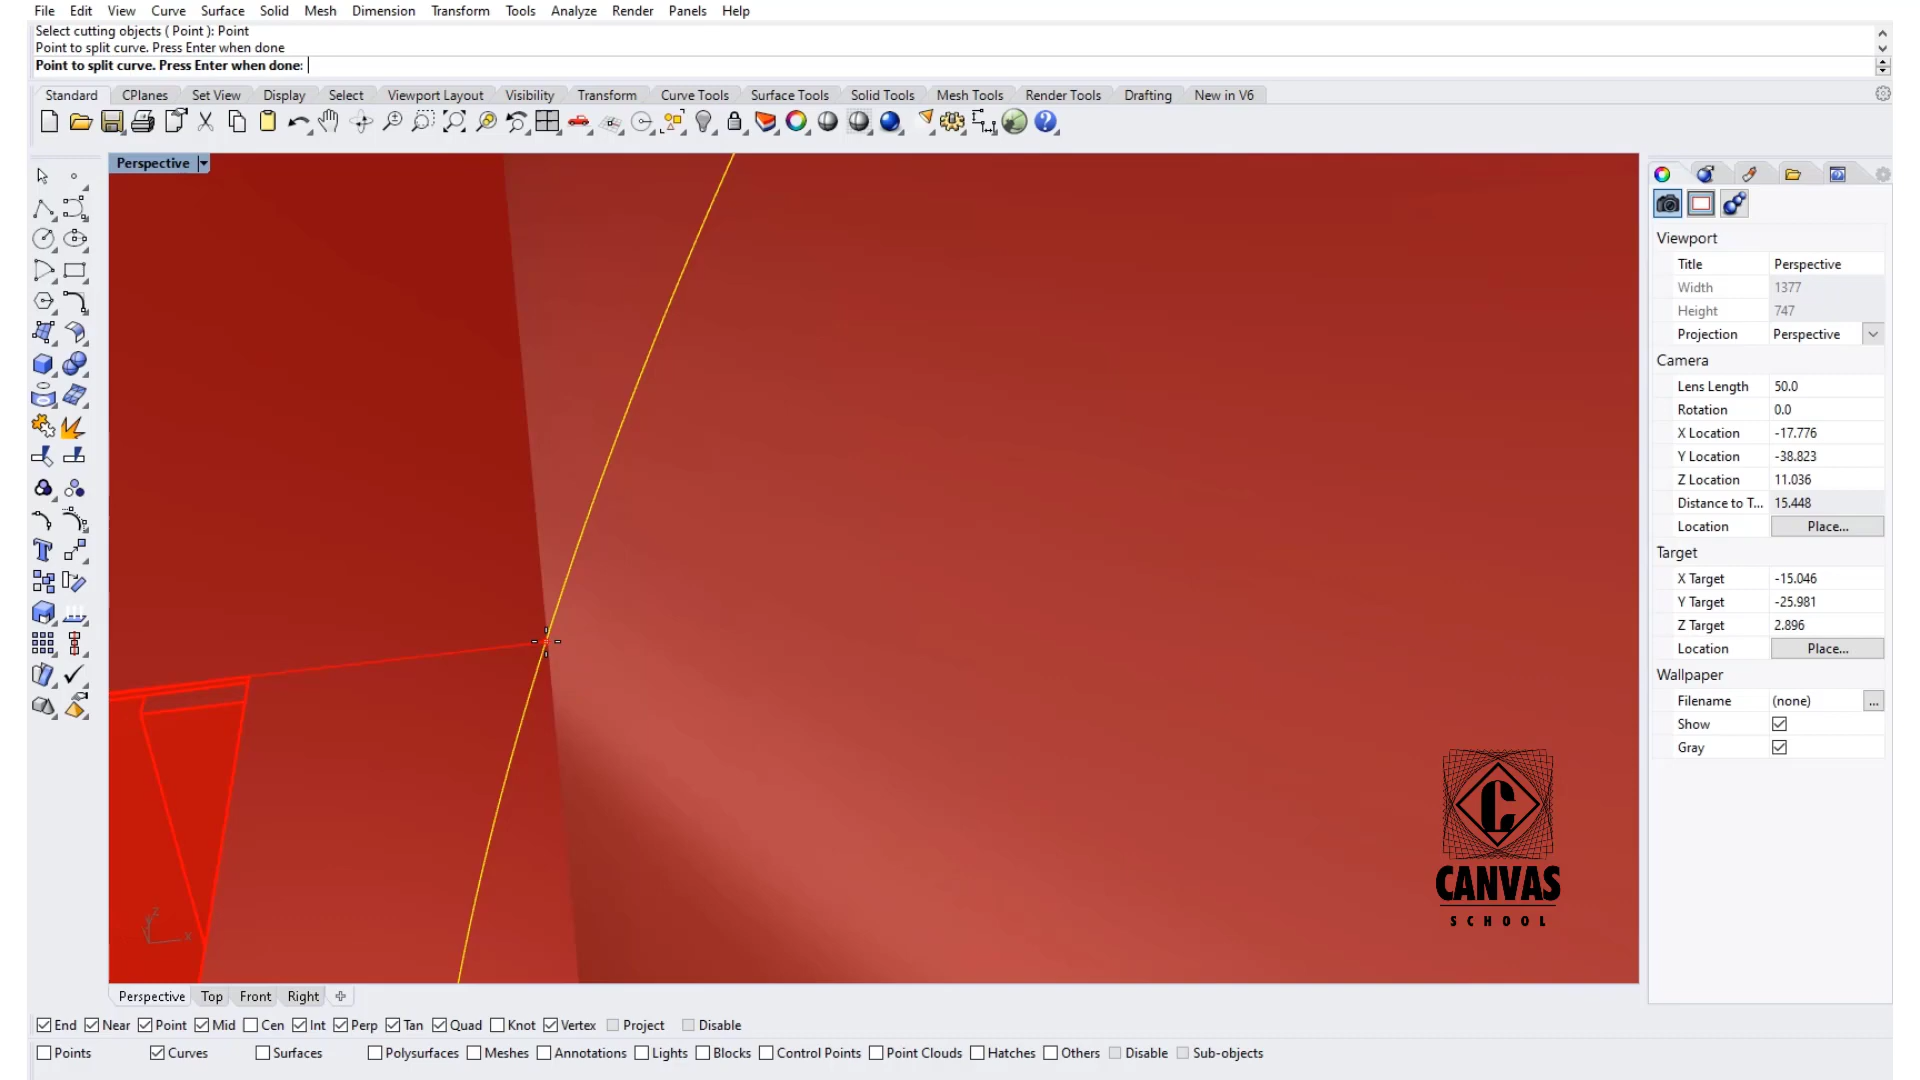 File Edit View Curve Surface Solid Mesh Dimension Transform Tools Analyze Render Panels Help
Select cutting objects ( Point ): Point
Point to split curve. Press Enter when done
Point to split curve. Press Enter when done:
Standard CPlanes Set View Display Select Viewport Layout Visibility Transform Curve Tools Surface Tools Solid Tools Mesh Tools Render Tools Drafting New in V6
Perspective
Viewport
Title Perspective
Width 1377
Height 747
Projection Perspective
Camera
Lens Length 50.0
Rotation 0.0
X Location -17.776
Y Location -38.823
Z Location 11.036
Distance to T... 15.448
Location Place...
Target
X Target -15.046
Y Target -25.981
Z Target 2.896
Location Place...
Wallpaper
Filename (none) ...
Show
Gray
CANVAS
SCHOOL
z
x
Perspective Top Front Right
End Near Point Mid Cen Int Perp Tan Quad Knot Vertex Project Disable
Points Curves Surfaces Polysurfaces Meshes Annotations Lights Blocks Control Points Point Clouds Hatches Others Disable Sub-objects